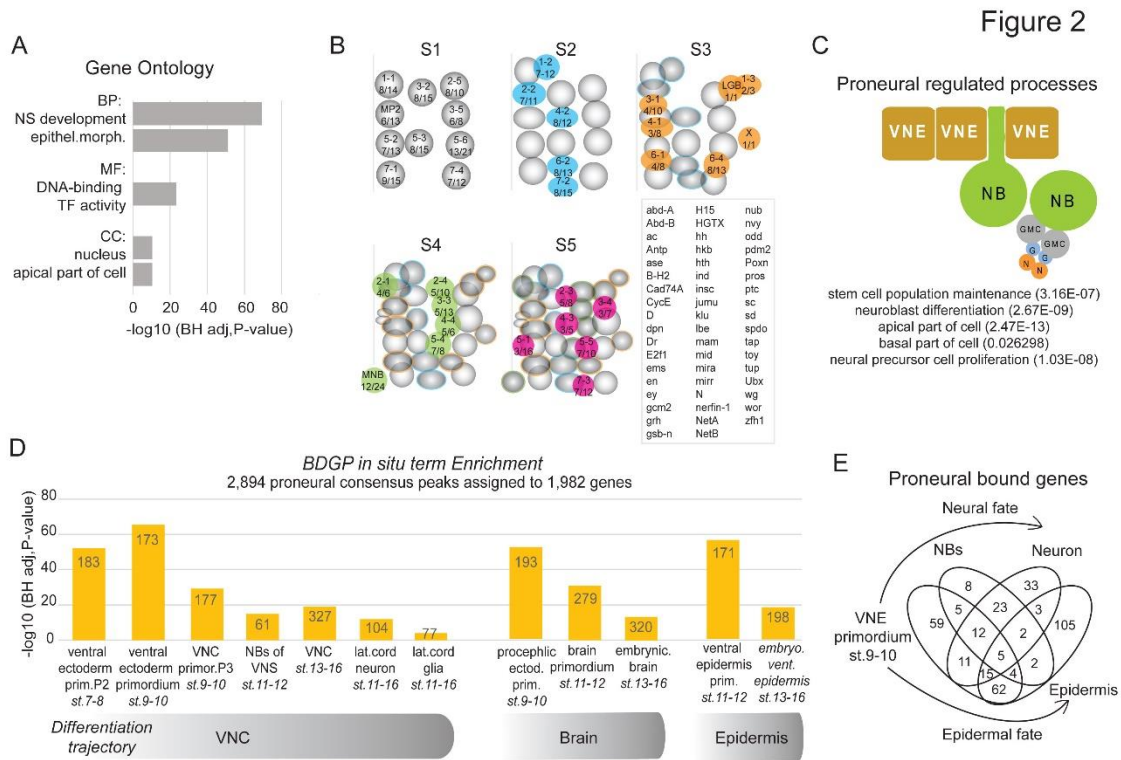 Figure 2
A
Gene Ontology
BP:
NS development
epithel.morph.
MF:
DNA-binding
TF activity
CC:
nucleus
apical part of cell
0 20 40 60 80
-log10 (BH adj,P-value)
B
S1
1-1
8/14
3-2
8/15
2-5
8/10
MP2
6/13
3-5
6/8
5-2
7/13
5-3
8/15
5-6
13/21
7-1
9/15
7-4
7/12
S2
1-2
7-12
2-2
7/11
4-2
8/12
6-2
8/13
7-2
8/15
S3
LGB
1/1
1-3
2/3
3-1
4/10
4-1
3/8
X
1/1
6-1
4/8
6-4
8/13
S4
2-1
4/6
2-4
5/10
3-3
5/13
4-4
5/6
5-4
7/8
MNB
12/24
S5
2-3
5/8
3-4
3/7
4-3
3/5
5-1
3/16
5-5
7/10
7-3
7/12
abd-A H15 nub
Abd-B HGTX nvy
ac hh odd
Antp hkb pdm2
ase hth Poxn
B-H2 ind pros
Cad74A insc ptc
CycE jumu sc
D klu sd
dpn lbe spdo
Dr mam tap
E2f1 mid toy
ems mira tup
en mirr Ubx
ey N wg
gcm2 nerfin-1 wor
grh NetA zfh1
gsb-n NetB
C
Proneural regulated processes
VNE VNE VNE
NB NB
GMC
GMC
G
G
N
N
stem cell population maintenance (3.16E-07)
neuroblast differentiation (2.67E-09)
apical part of cell (2.47E-13)
basal part of cell (0.026298)
neural precursor cell proliferation (1.03E-08)
D
BDGP in situ term Enrichment
2,894 proneural consensus peaks assigned to 1,982 genes
-log10 (BH adj,P-value)
80
60
40
20
0
183 173 177 61 327 104 77 193 279 320 171 198
ventral
ectoderm
prim.P2
st.7-8
ventral
ectoderm
primordium
st.9-10
VNC
primor.P3
st.9-10
NBs of
VNS
st.11-12
VNC
st.13-16
lat.cord
neuron
st.11-16
lat.cord
glia
st.11-16
procephlic
ectod.
prim.
st.9-10
brain
primordium
st.11-12
embrynic.
brain
st.13-16
ventral
epidermis
prim.
st.11-12
embryo.
vent.
epidermis
st.13-16
Differentiation
trajectory
VNC
Brain
Epidermis
E
Proneural bound genes
Neural fate
NBs Neuron
VNE
primordium
st.9-10
8 33
5 23 3
59 12 2 105
11 5 2
15 4
62
Epidermis
Epidermal fate